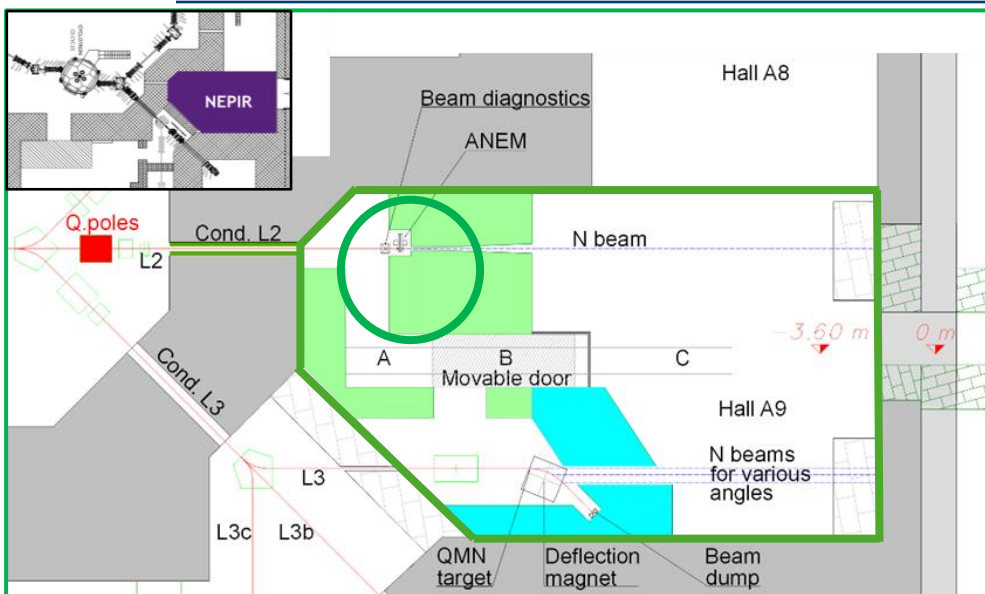 CYCLOTRON
NEPIR
Hall A8
Beam diagnostics
ANEM
Q.poles
Cond. L2
L2
N beam
-3.60 m
0 m
A
B
C
Movable door
Cond. L3
Hall A9
L3
N beams
for various
angles
L3c
L3b
QMN
target
Deflection
magnet
Beam
dump